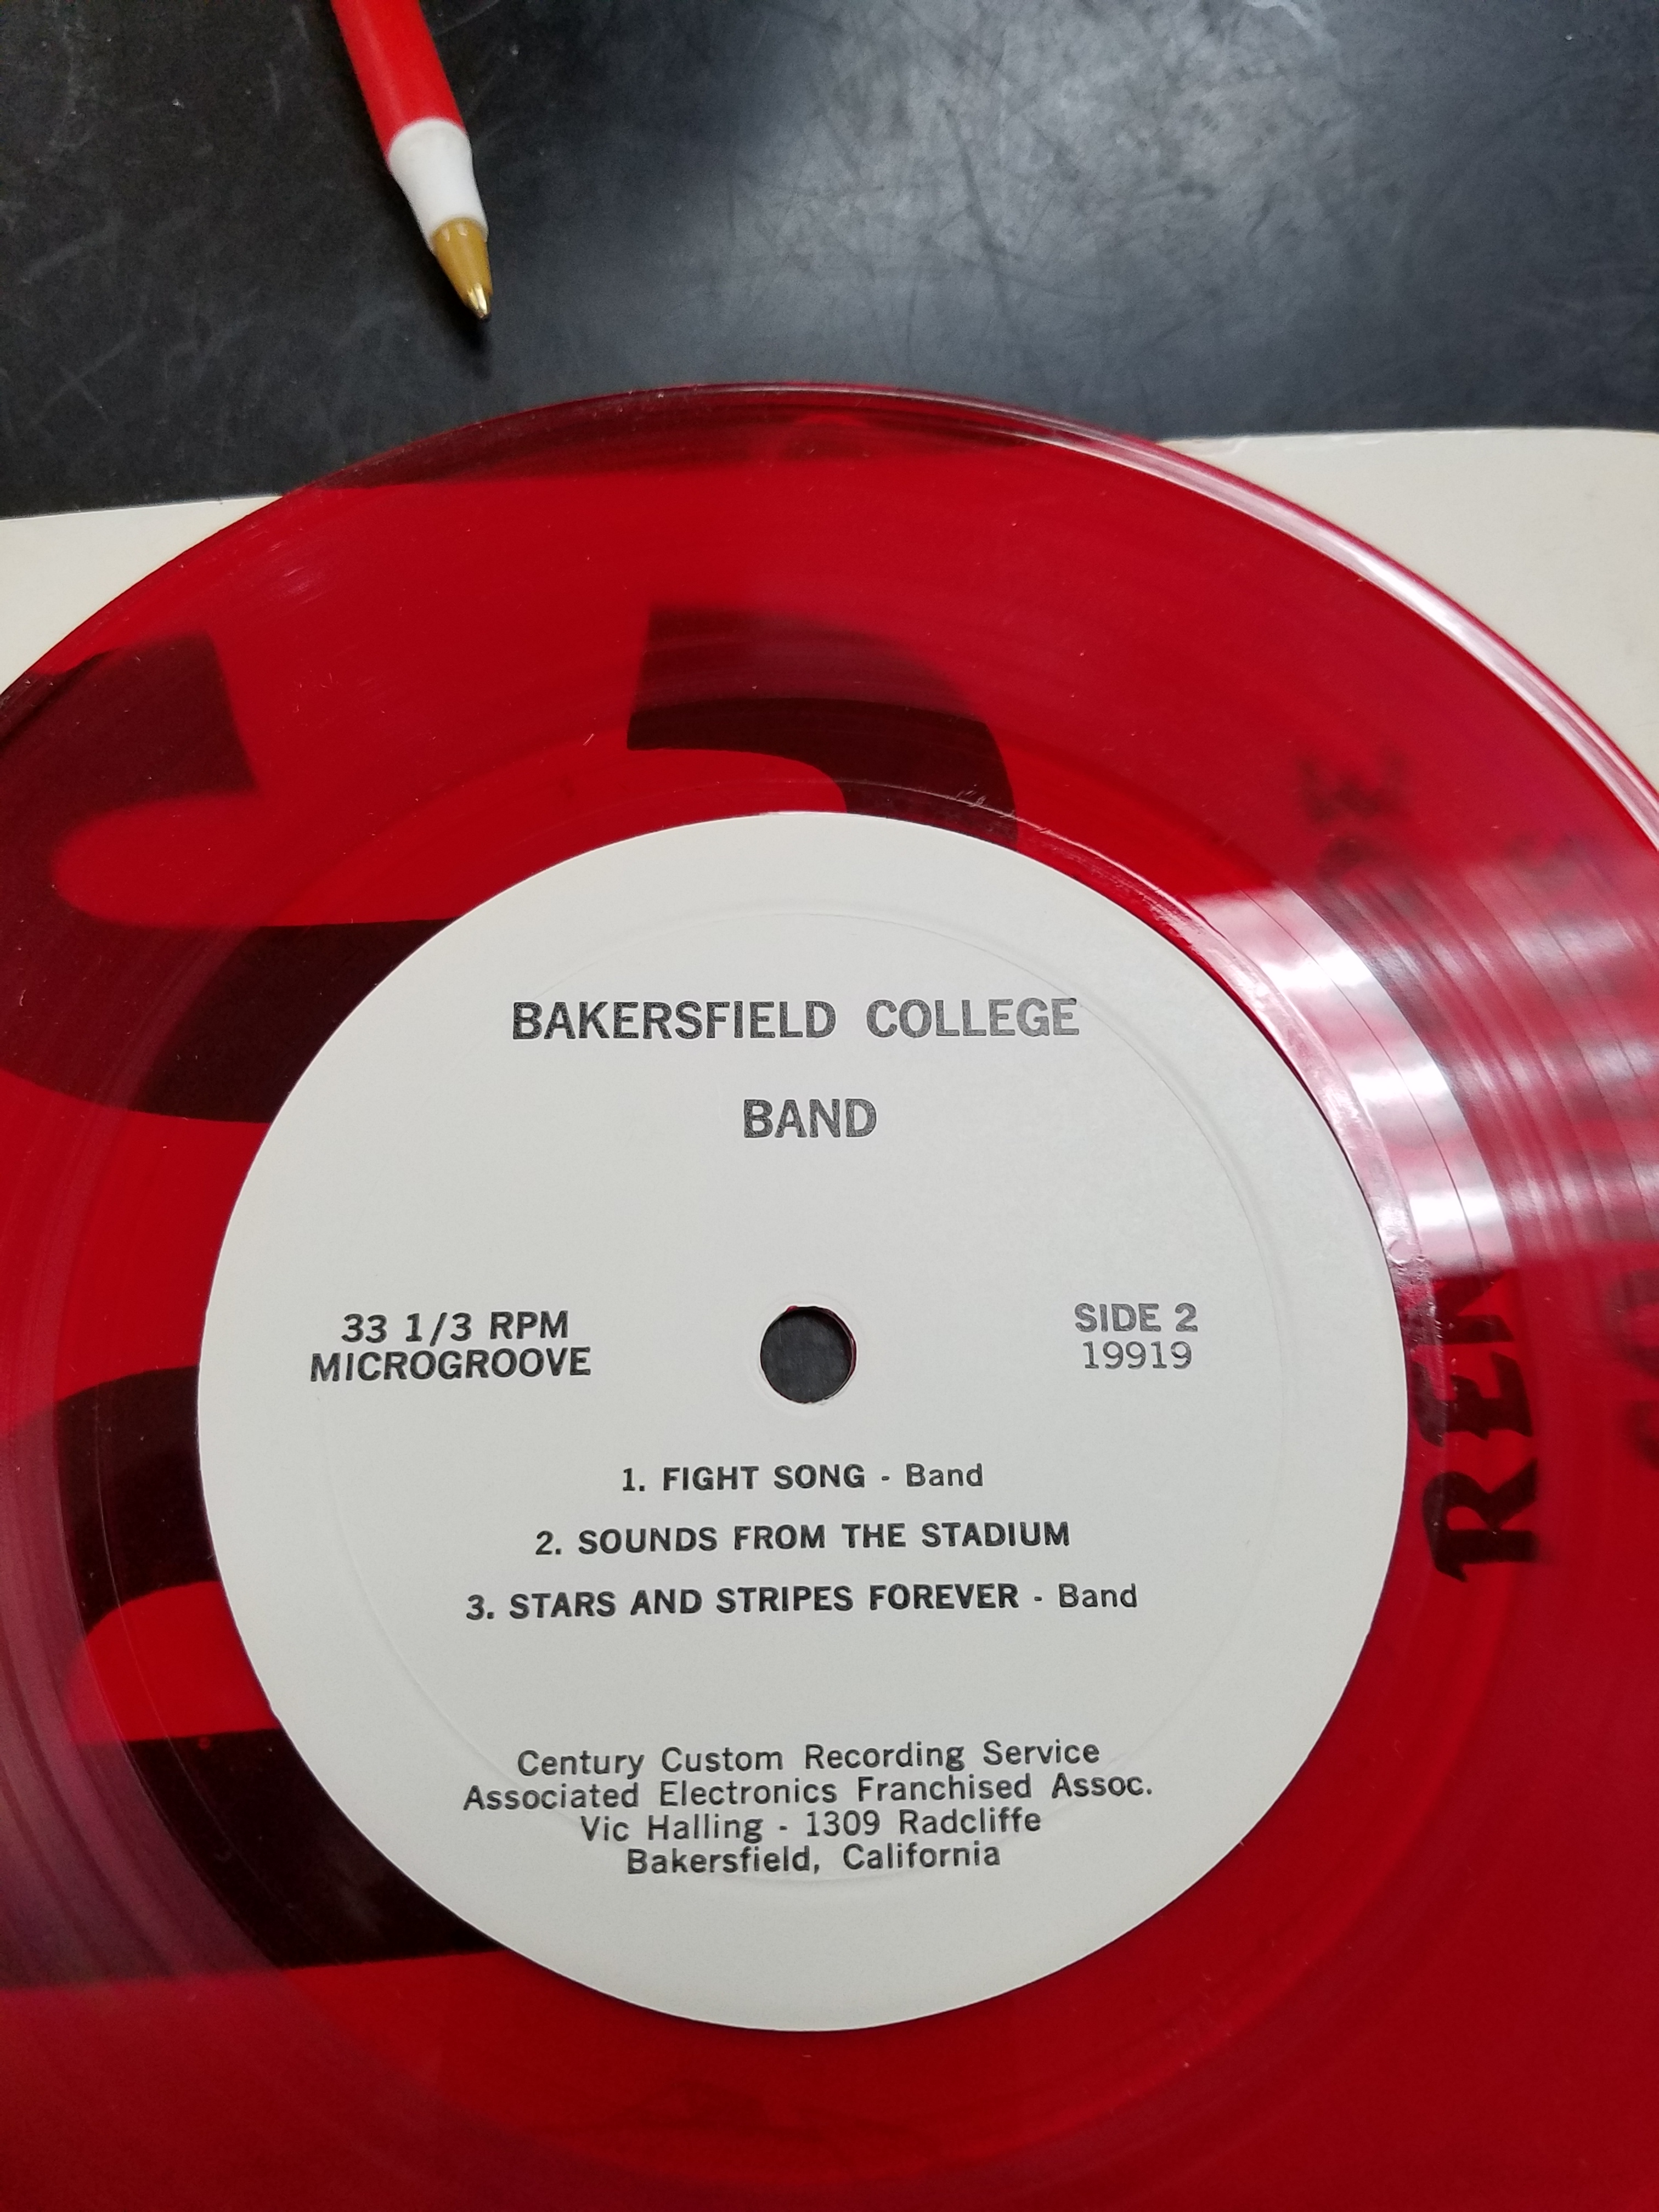 BAKERSFIELD COLLEGE
BAND
33 1/3 RPM
MICROGROOVE
SIDE 2
19919
1. FIGHT SONG - Band
2. SOUNDS FROM THE STADIUM
3. STARS AND STRIPES FOREVER - Band
Century Custom Recording Service
Associated Electronics Franchised Assoc.
Vic Halling - 1309 Radcliffe
Bakersfield, California
REN